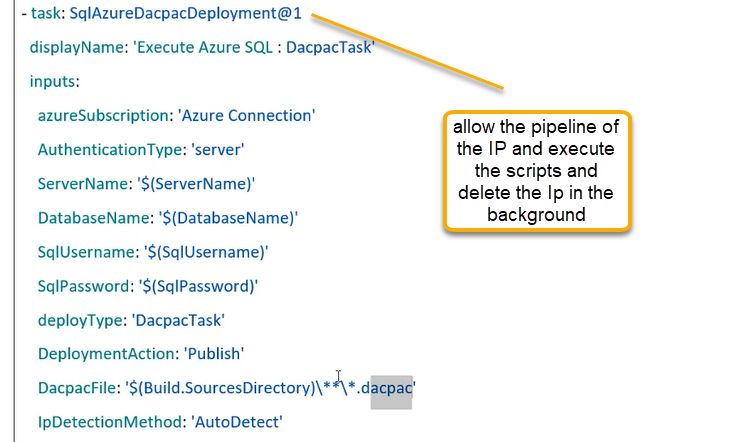 - task: SqlAzureDacpacDeployment@1
displayName: 'Execute Azure SQL : DacpacTask'
inputs:
azureSubscription: 'Azure Connection'
AuthenticationType: 'server'
ServerName: '$(ServerName)'
DatabaseName: '$(DatabaseName)'
SqlUsername: '$(SqlUsername)'
SqlPassword: '$(SqlPassword)'
deployType: 'DacpacTask'
DeploymentAction: 'Publish'
DacpacFile: '$(Build.SourcesDirectory)\**\*.dacpac'
IpDetectionMethod: 'AutoDetect'
allow the pipeline of
the IP and execute
the scripts and
delete the Ip in the
background